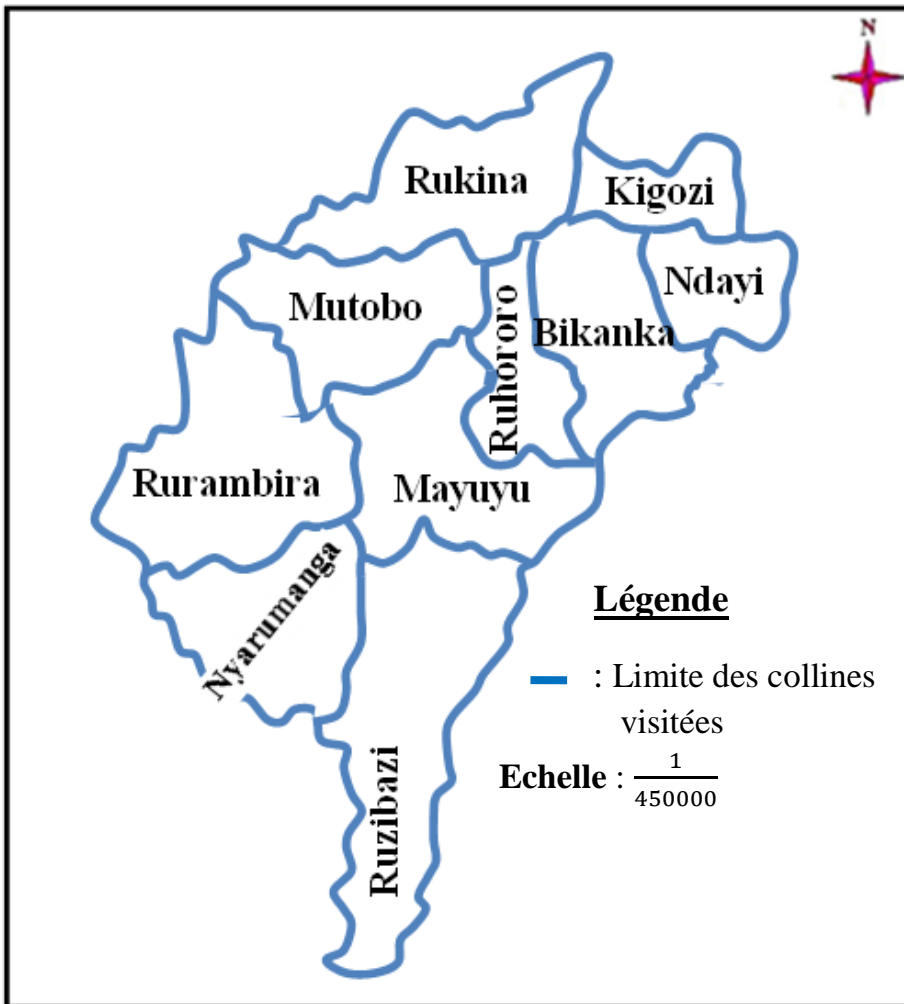 N
Rukina
Kigozi
Ndayi
Mutobo
Ruhororo
Bikanka
Rurambira
Mayuyu
Nyarumanga
Ruzibazi
Légende
: Limite des collines
visitées
Echelle : 1/450000